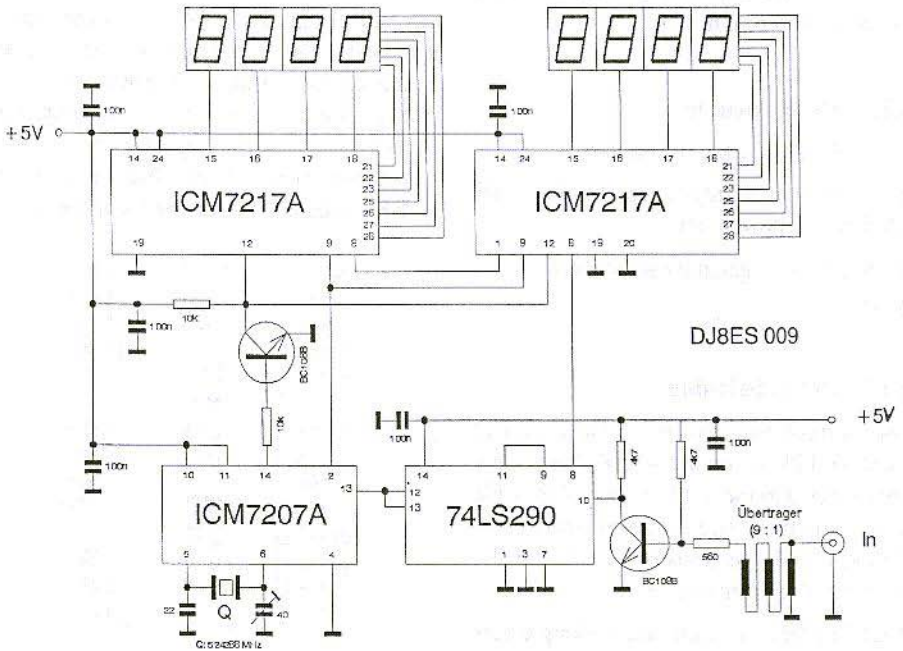 100n
100n
+5V
14 24 15 16 17 18
21
22
23
25
26
27
28
ICM7217A
19 12 9 8
14 24 15 16 17 18
21
22
23
25
26
27
28
ICM7217A
1 9 12 8 19 20
10K
100n
BC108B
DJ8ES 009
10k
100n
+5V
100n
4k7
4k7
100n
10 11 14 2
13
ICM7207A
5 6 4
14 11 9 8
12
13
10
74LS290
1 3 7
Übertrager
(9 : 1)
In
560
BC108B
22
Q
40